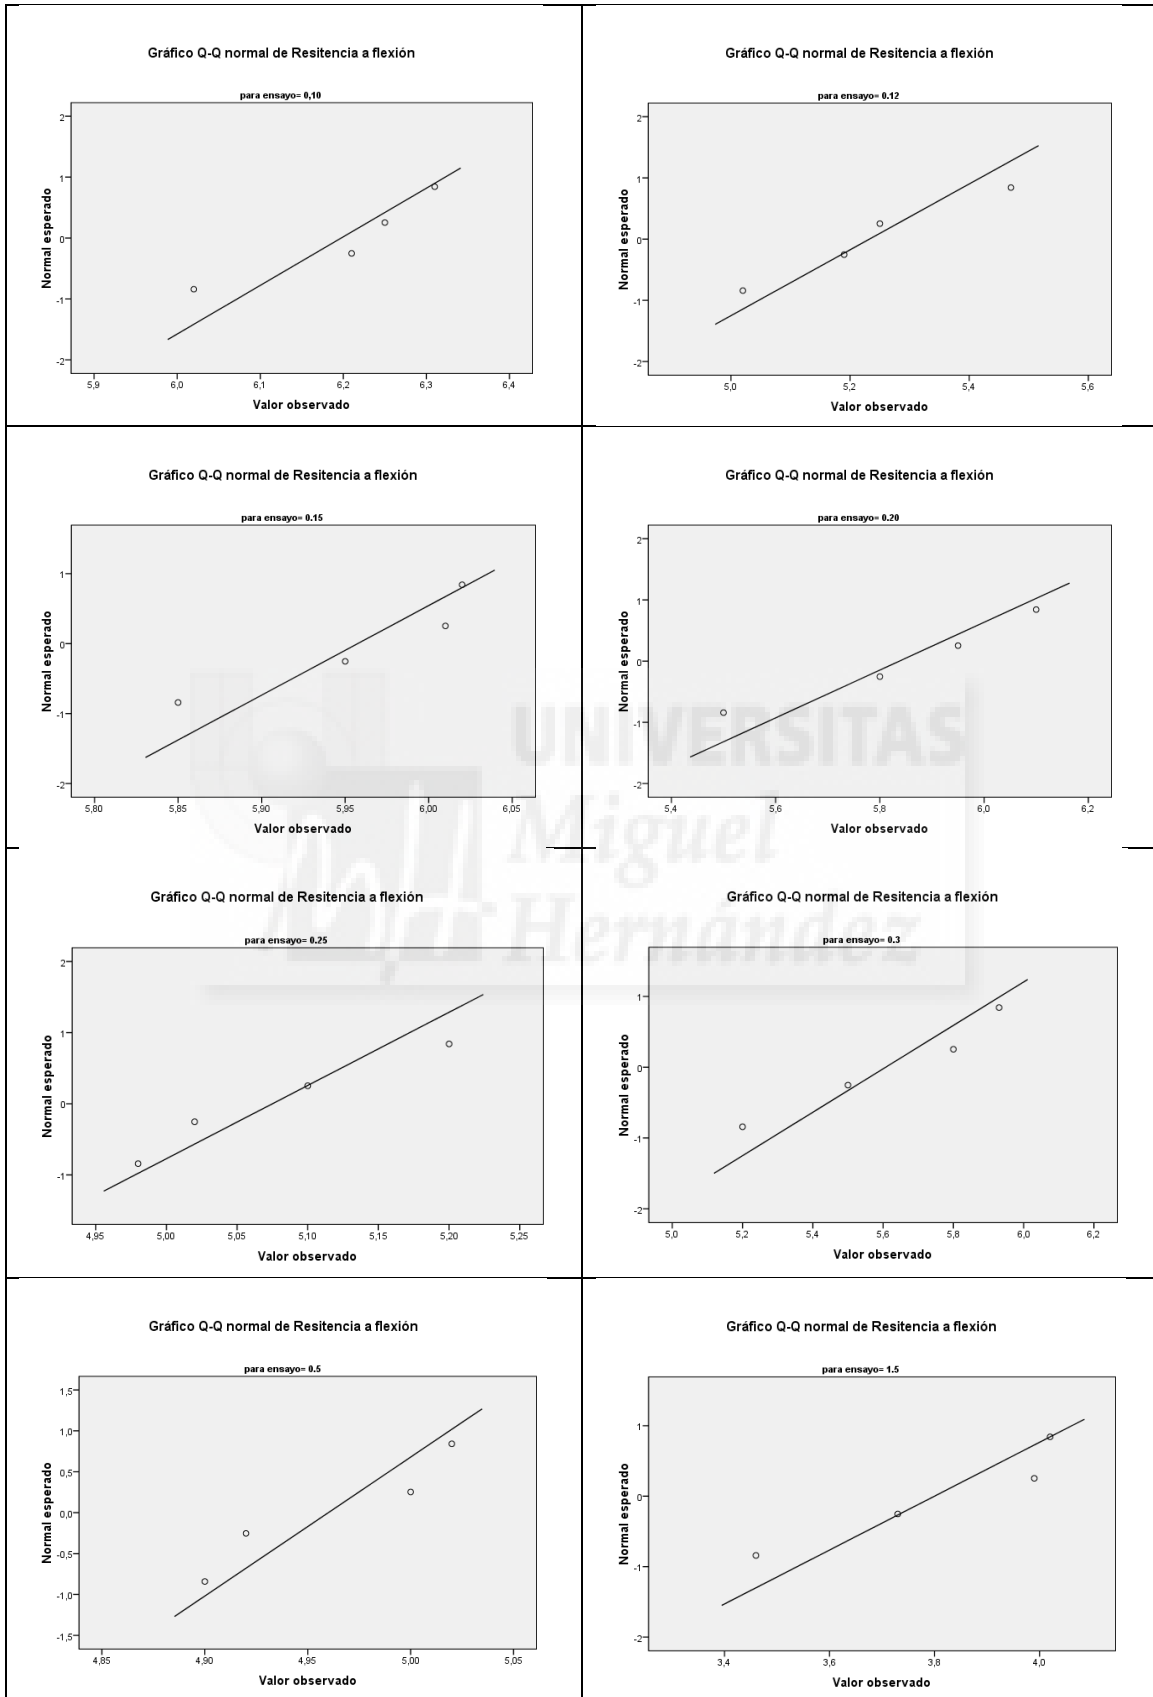 Gráfico Q-Q normal de Resitencia a flexión
para ensayo= 0,10
Normal esperado
2
1
0
-1
-2
5,9 6,0 6,1 6,2 6,3 6,4
Valor observado
Gráfico Q-Q normal de Resitencia a flexión
para ensayo= 0.12
Normal esperado
2
1
0
-1
-2
5,0 5,2 5,4 5,6
Valor observado
Gráfico Q-Q normal de Resitencia a flexión
para ensayo= 0.15
Normal esperado
1
0
-1
-2
5,80 5,85 5,90 5,95 6,00 6,05
Valor observado
Gráfico Q-Q normal de Resitencia a flexión
para ensayo= 0.20
Normal esperado
2
1
0
-1
-2
5,4 5,6 5,8 6,0 6,2
Valor observado
UNIVERSITAS
Miguel
Hernández
Gráfico Q-Q normal de Resitencia a flexión
para ensayo= 0.25
Normal esperado
2
1
0
-1
4,95 5,00 5,05 5,10 5,15 5,20 5,25
Valor observado
Gráfico Q-Q normal de Resitencia a flexión
para ensayo= 0.3
Normal esperado
1
0
-1
-2
5,0 5,2 5,4 5,6 5,8 6,0 6,2
Valor observado
Gráfico Q-Q normal de Resitencia a flexión
para ensayo= 0.5
Normal esperado
1,5
1,0
0,5
0,0
-0,5
-1,0
-1,5
4,85 4,90 4,95 5,00 5,05
Valor observado
Gráfico Q-Q normal de Resitencia a flexión
para ensayo= 1.5
Normal esperado
1
0
-1
-2
3,4 3,6 3,8 4,0
Valor observado